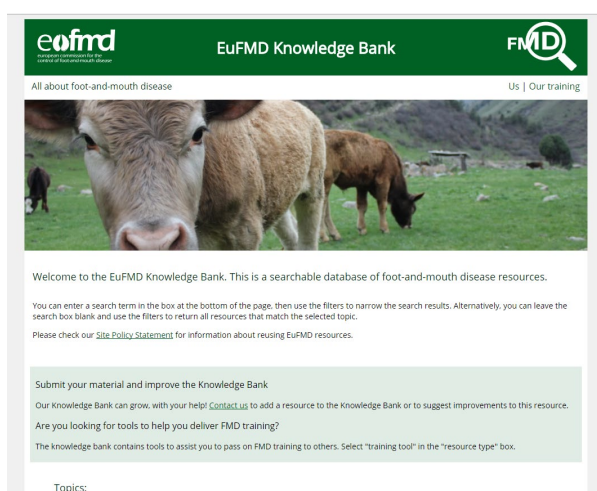 eofmd
european commission for the
control of foot-and-mouth disease
EuFMD Knowledge Bank
FMD
All about foot-and-mouth disease
Us | Our training
Welcome to the EuFMD Knowledge Bank. This is a searchable database of foot-and-mouth disease resources.
You can enter a search term in the box at the bottom of the page, then use the filters to narrow the search results. Alternatively, you can leave the
search box blank and use the filters to return all resources that match the selected topic.
Please check our Site Policy Statement for information about reusing EuFMD resources.
Submit your material and improve the Knowledge Bank
Our Knowledge Bank can grow, with your help! Contact us to add a resource to the Knowledge Bank or to suggest improvements to this resource.
Are you looking for tools to help you deliver FMD training?
The knowledge bank contains tools to assist you to pass on FMD training to others. Select "training tool" in the "resource type" box.
Topics: